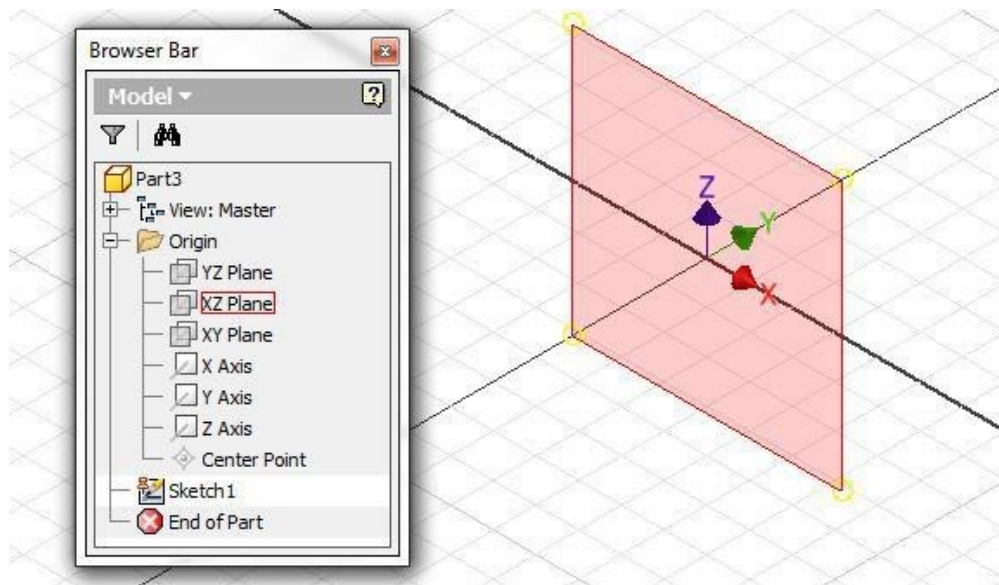 Browser Bar
Model
Part3
View: Master
Origin
YZ Plane
XZ Plane
XY Plane
X Axis
Y Axis
Z Axis
Center Point
Sketch1
End of Part
Z
Y
X